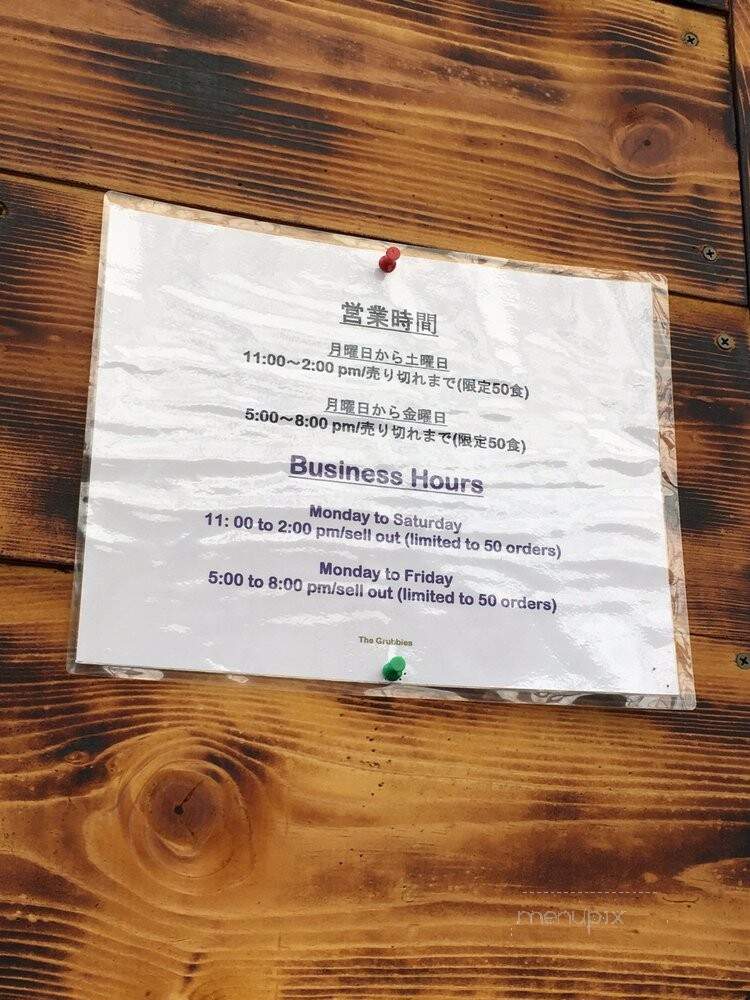 営業時間
月曜日から土曜日
11:00～2:00 pm/売り切れまで(限定50食)
月曜日から金曜日
5:00～8:00 pm/売り切れまで(限定50食)
Business Hours
Monday to Saturday
11: 00 to 2:00 pm/sell out (limited to 50 orders)
Monday to Friday
5:00 to 8:00 pm/sell out (limited to 50 orders)
The Grubbies
menupix